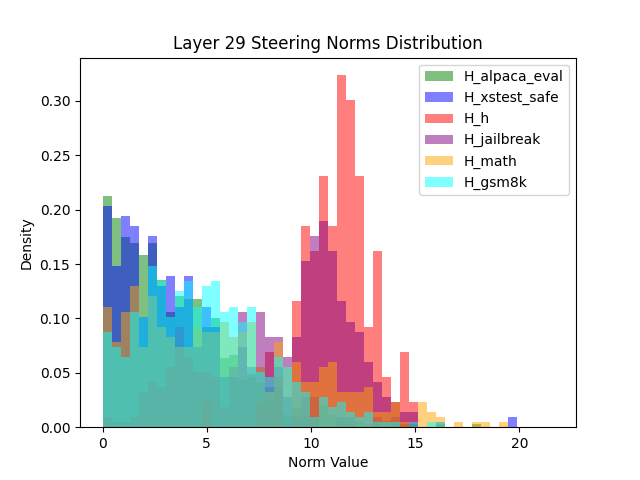 Layer 29 Steering Norms Distribution
H_alpaca_eval
H_xstest_safe
H_h
H_jailbreak
H_math
H_gsm8k
Density
0.30
0.25
0.20
0.15
0.10
0.05
0.00
0 5 10 15 20
Norm Value